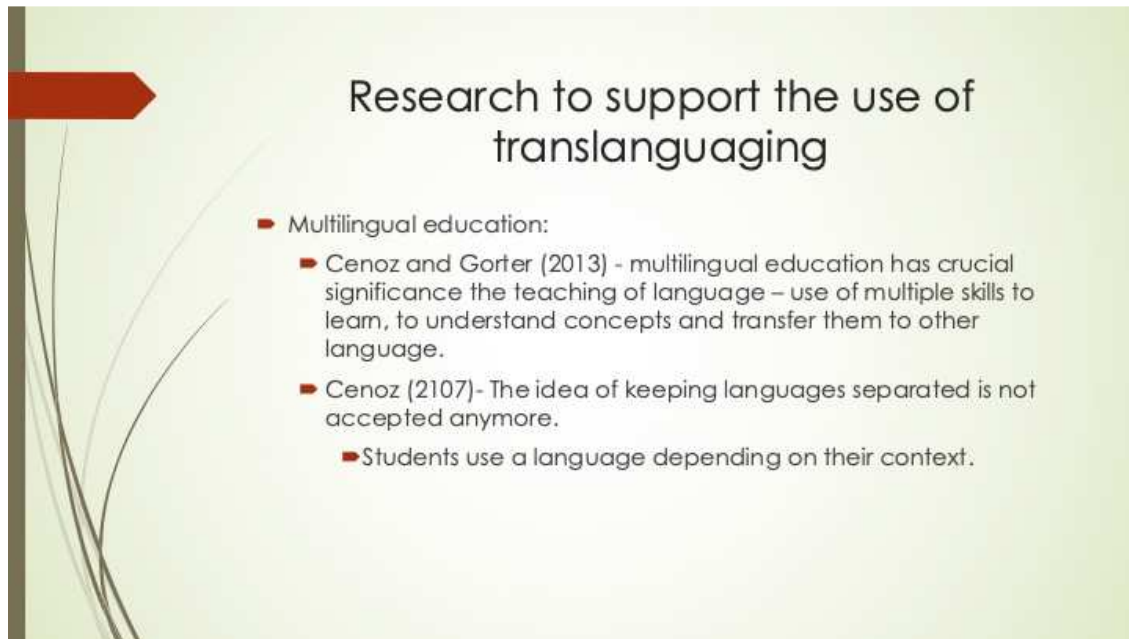 Research to support the use of
translanguaging
Multilingual education:
Cenoz and Gorter (2013) - multilingual education has crucial
significance the teaching of language – use of multiple skills to
learn, to understand concepts and transfer them to other
language.
Cenoz (2107)- The idea of keeping languages separated is not
accepted anymore.
Students use a language depending on their context.